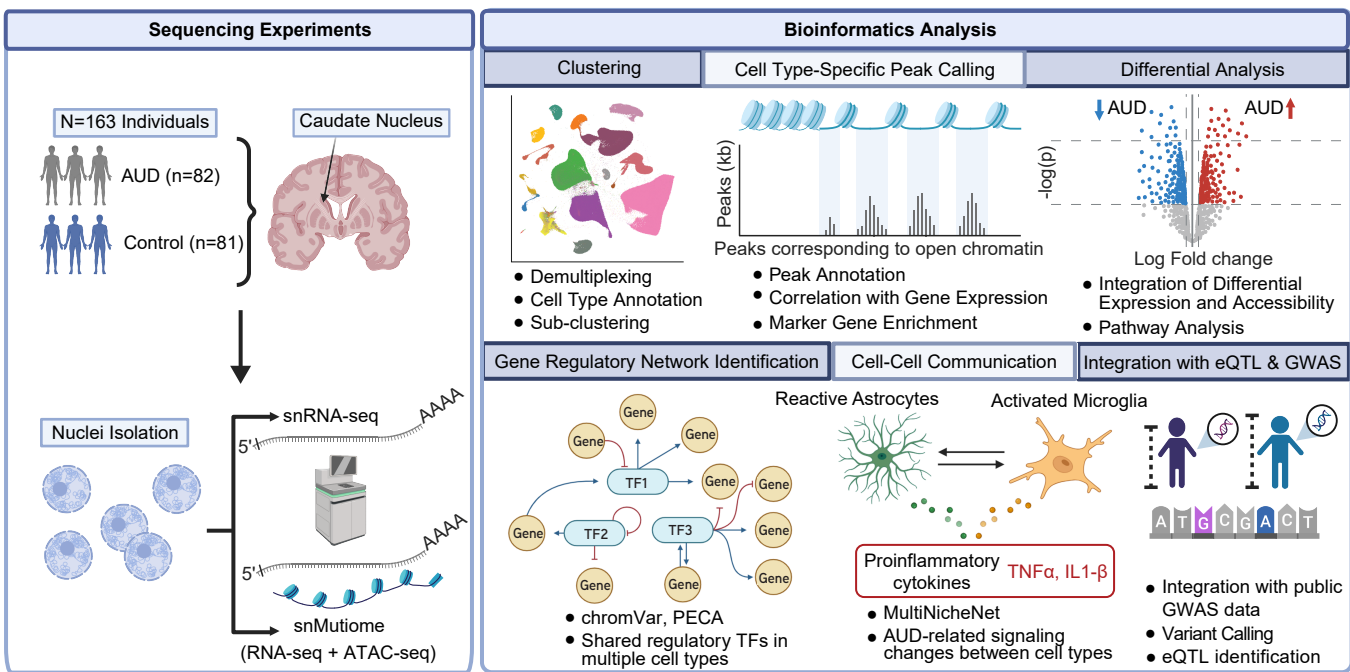 Sequencing Experiments
N=163 Individuals
Caudate Nucleus
AUD (n=82)
Control (n=81)
Nuclei Isolation
snRNA-seq
AAAA
5'
AAAA
5'
snMutiome
(RNA-seq + ATAC-seq)
Bioinformatics Analysis
Clustering
Demultiplexing
Cell Type Annotation
Sub-clustering
Cell Type-Specific Peak Calling
Peaks (kb)
Peaks corresponding to open chromatin
Peak Annotation
Correlation with Gene Expression
Marker Gene Enrichment
Differential Analysis
AUD
AUD
-log(p)
Log Fold change
Integration of Differential
Expression and Accessibility
Pathway Analysis
Gene Regulatory Network Identification
Gene
Gene
Gene
TF1
Gene
Gene
Gene
TF2
TF3
Gene
Gene
Gene
Gene
chromVar, PECA
Shared regulatory TFs in
multiple cell types
Cell-Cell Communication
Reactive Astrocytes
Activated Microglia
Proinflammatory
cytokines
TNFα, IL1-β
MultiNicheNet
AUD-related signaling
changes between cell types
Integration with eQTL & GWAS
A T G C G A C T
Integration with public
GWAS data
Variant Calling
eQTL identification